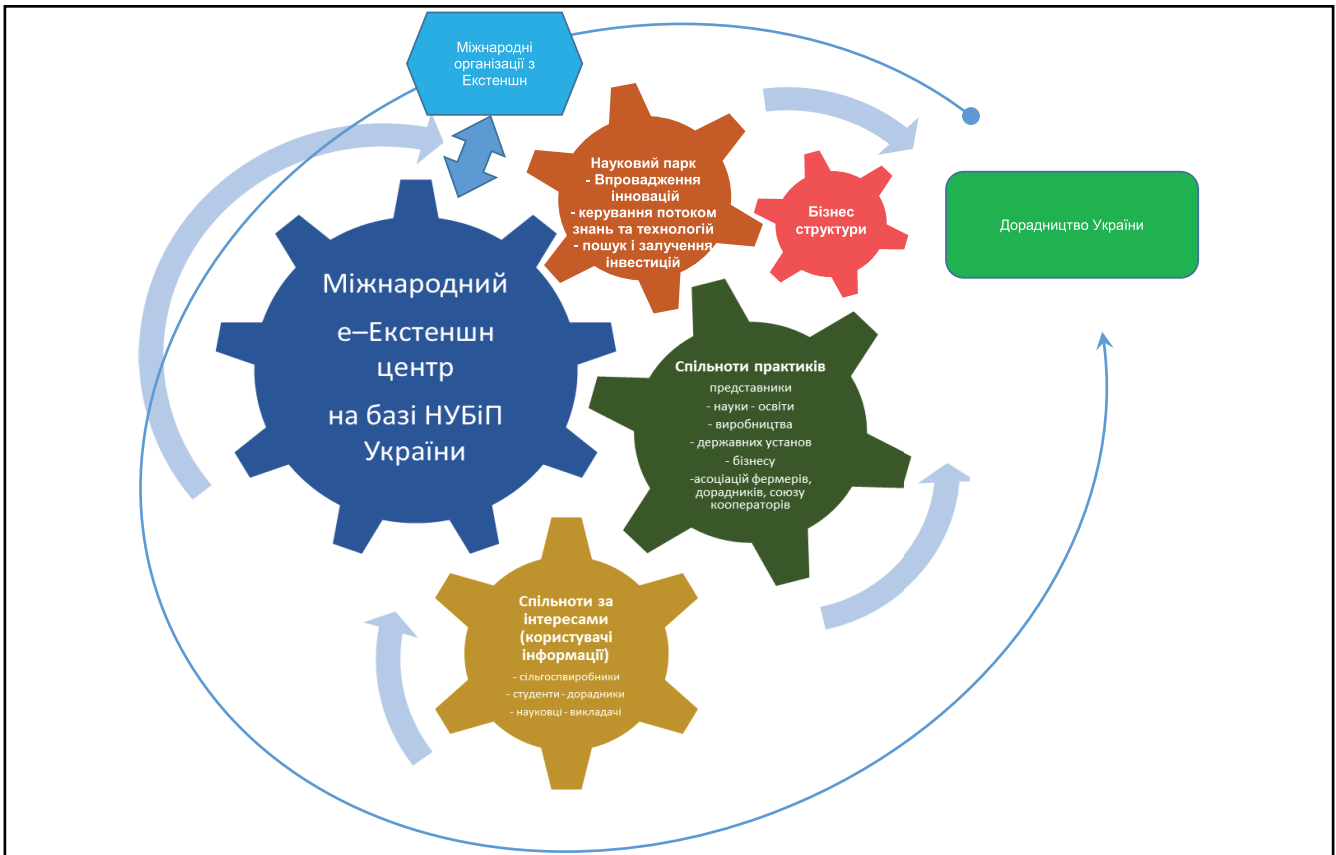 Міжнародні
організації з
Екстеншн
Науковий парк
- Впровадження
інновацій
- керування потоком
знань та технологій
- пошук і залучення
інвестицій
Бізнес
структури
Дорадництво України
Міжнародний
е–Екстеншн
центр
на базі НУБіП
України
Спільноти практиків
представники
- науки - освіти
- виробництва
- державних установ
- бізнесу
-асоціацій фермерів,
дорадників, союзу
кооператорів
Спільноти за
інтересами
(користувачі
інформації)
- сільгоспвиробники
- студенти - дорадники
- науковці - викладачі